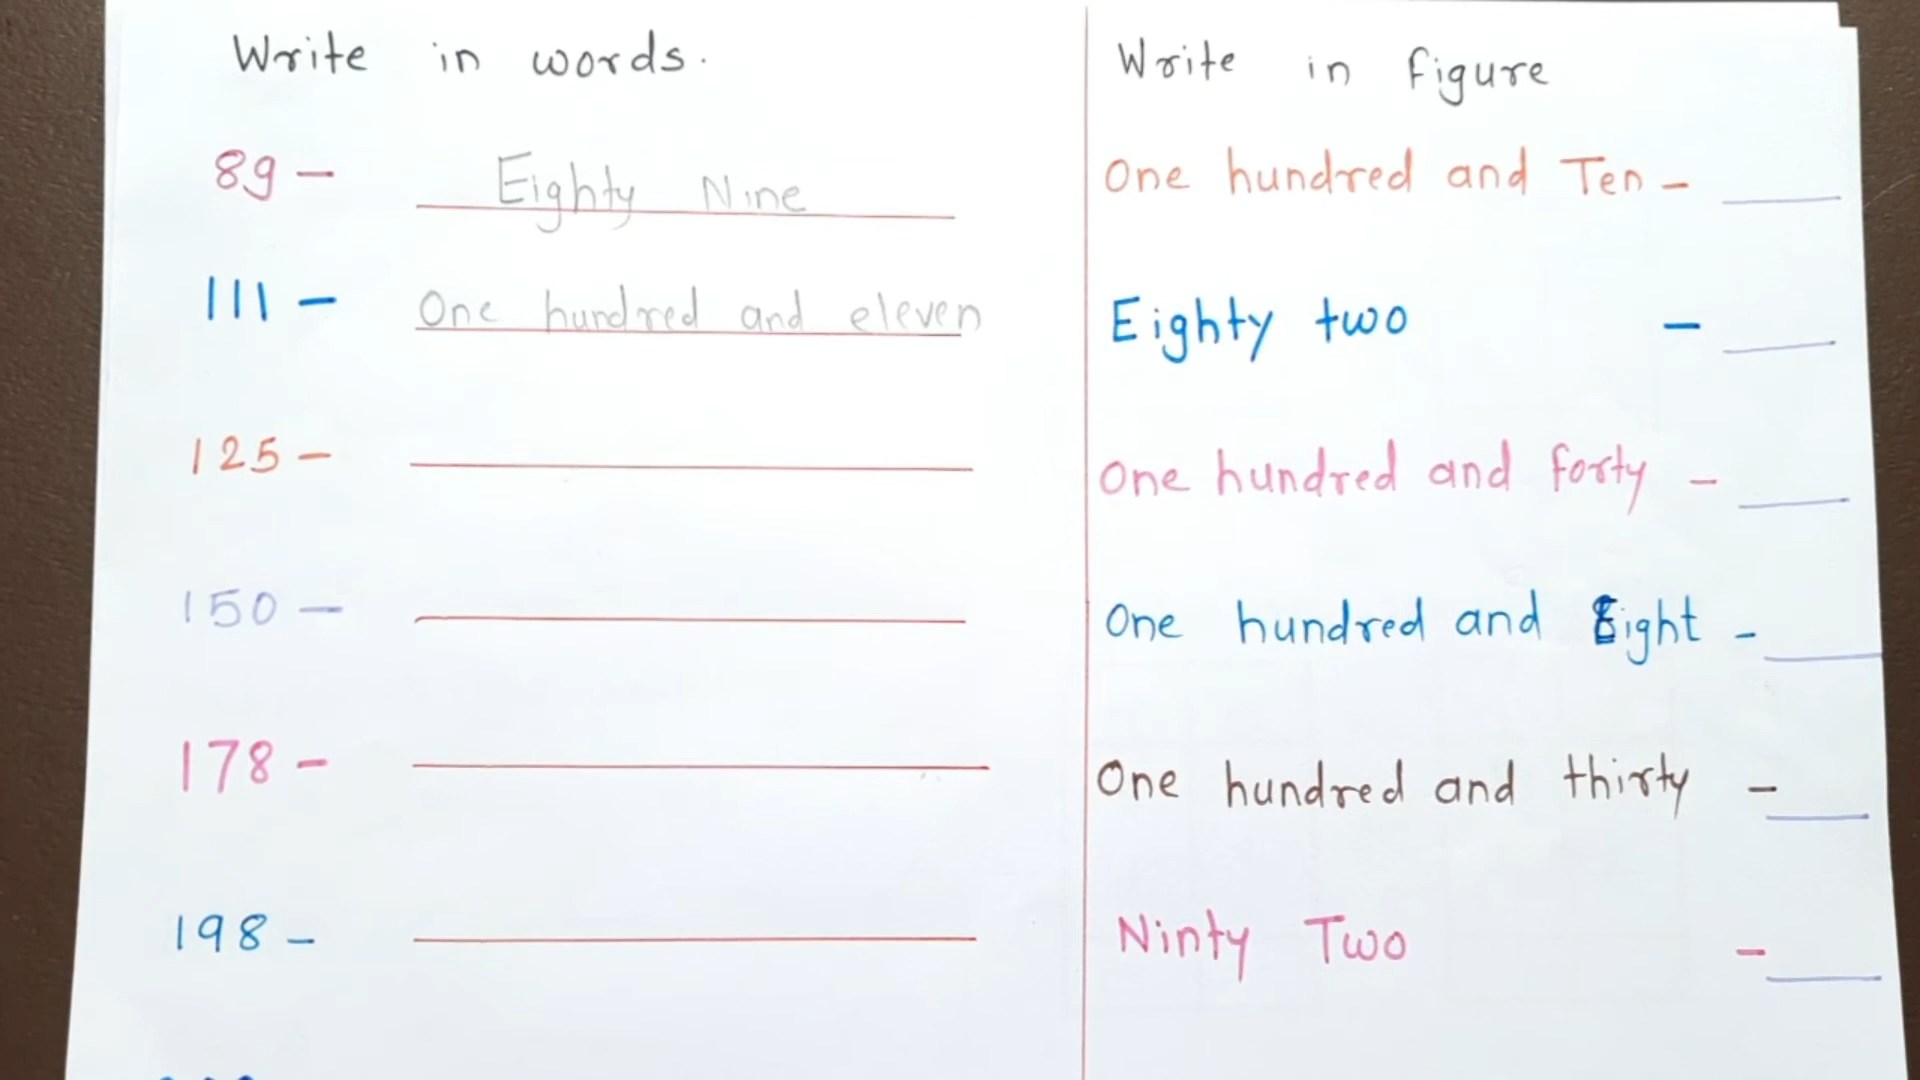 Write in words.
89 - Eighty Nine
111 - One hundred and eleven
125 -
150 -
178 -
198 -
Write in figure
One hundred and Ten -
Eighty two -
One hundred and forty -
One hundred and Eight -
One hundred and thirty -
Ninty Two -